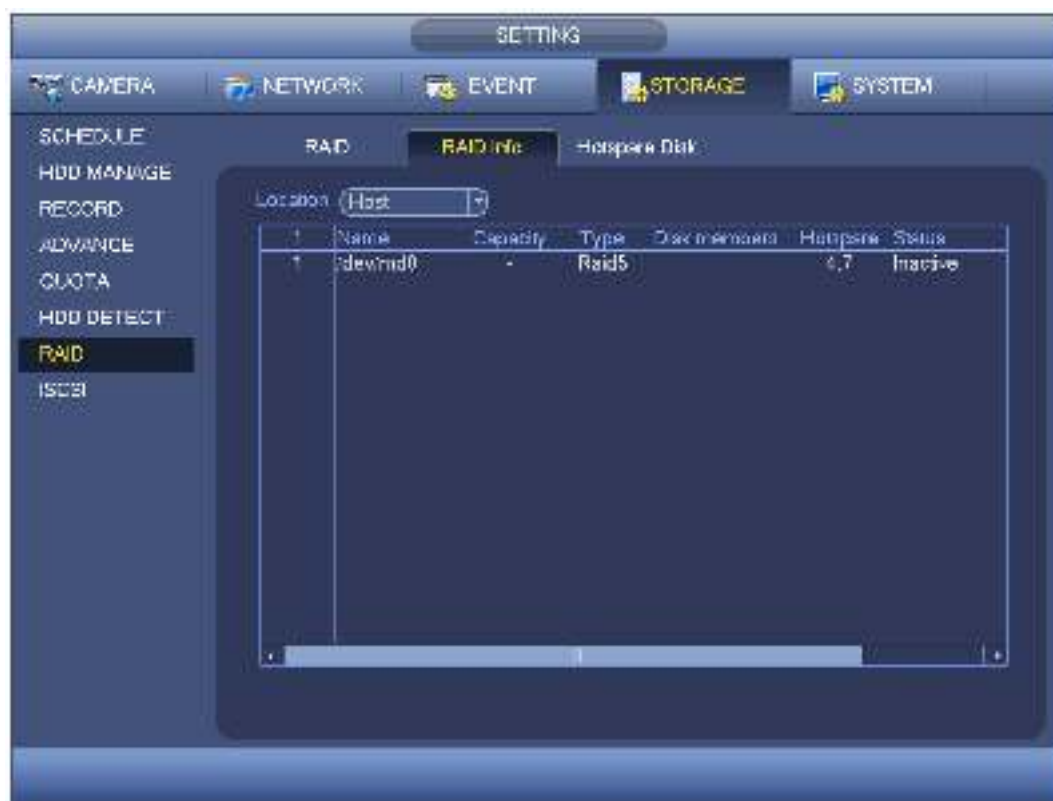 SETTING
CAMERA NETWORK EVENT STORAGE SYSTEM
SCHEDULE
HDD MANAGE
RECORD
ADVANCE
QUOTA
HDD DETECT
RAID
ISCSI
RAID RAID Info Hotspare Disk
Location Host
1 Name Capacity Type Disk members Hotspare Status
1 /dev/md0 - Raid5 4,7 Inactive